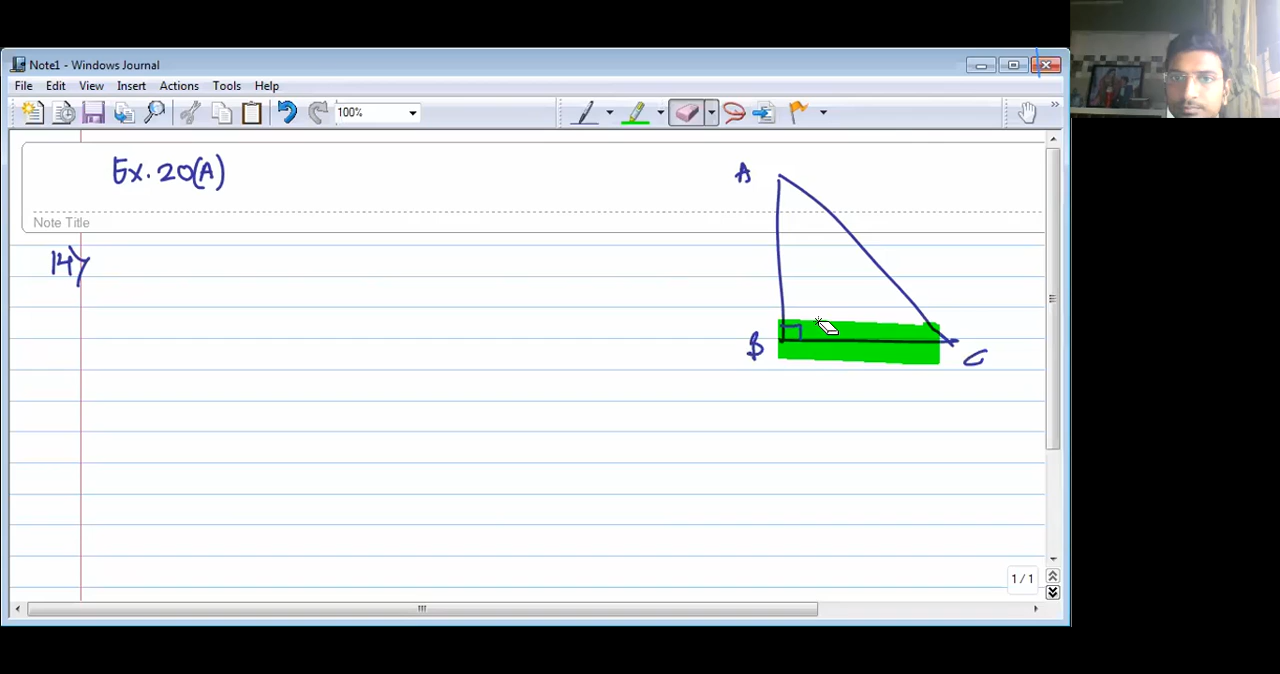 Note1 - Windows Journal
File Edit View Insert Actions Tools Help
100%
Ex. 20(A)
Note Title
14)
A
B
C
1 / 1